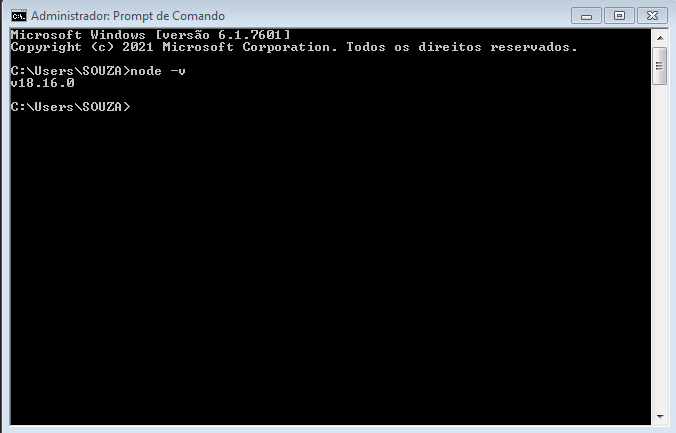 Administrador: Prompt de Comando
Microsoft Windows [versão 6.1.7601]
Copyright (c) 2021 Microsoft Corporation. Todos os direitos reservados.
C:\Users\SOUZA>node -v
v18.16.0
C:\Users\SOUZA>